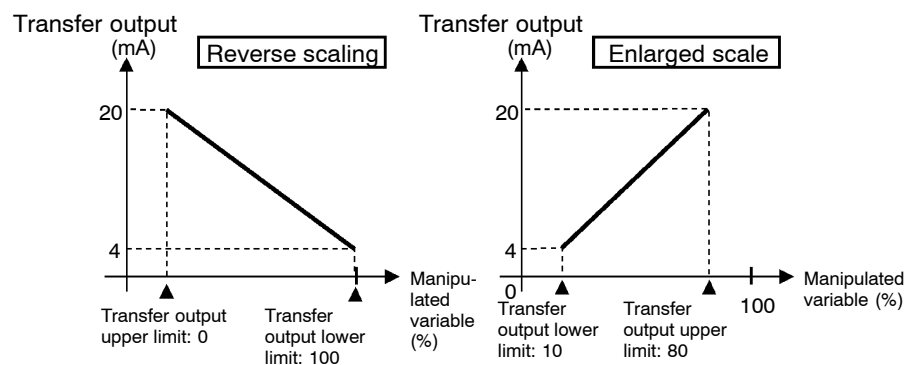 Transfer output
(mA)
Reverse scaling
20
4
Manipu-
lated
variable
(%)
Transfer output
upper limit: 0
Transfer
output lower
limit: 100
Transfer output
(mA)
Enlarged scale
20
4
0
100
Manipulated
variable (%)
Transfer
output lower
limit: 10
Transfer
output upper
limit: 80